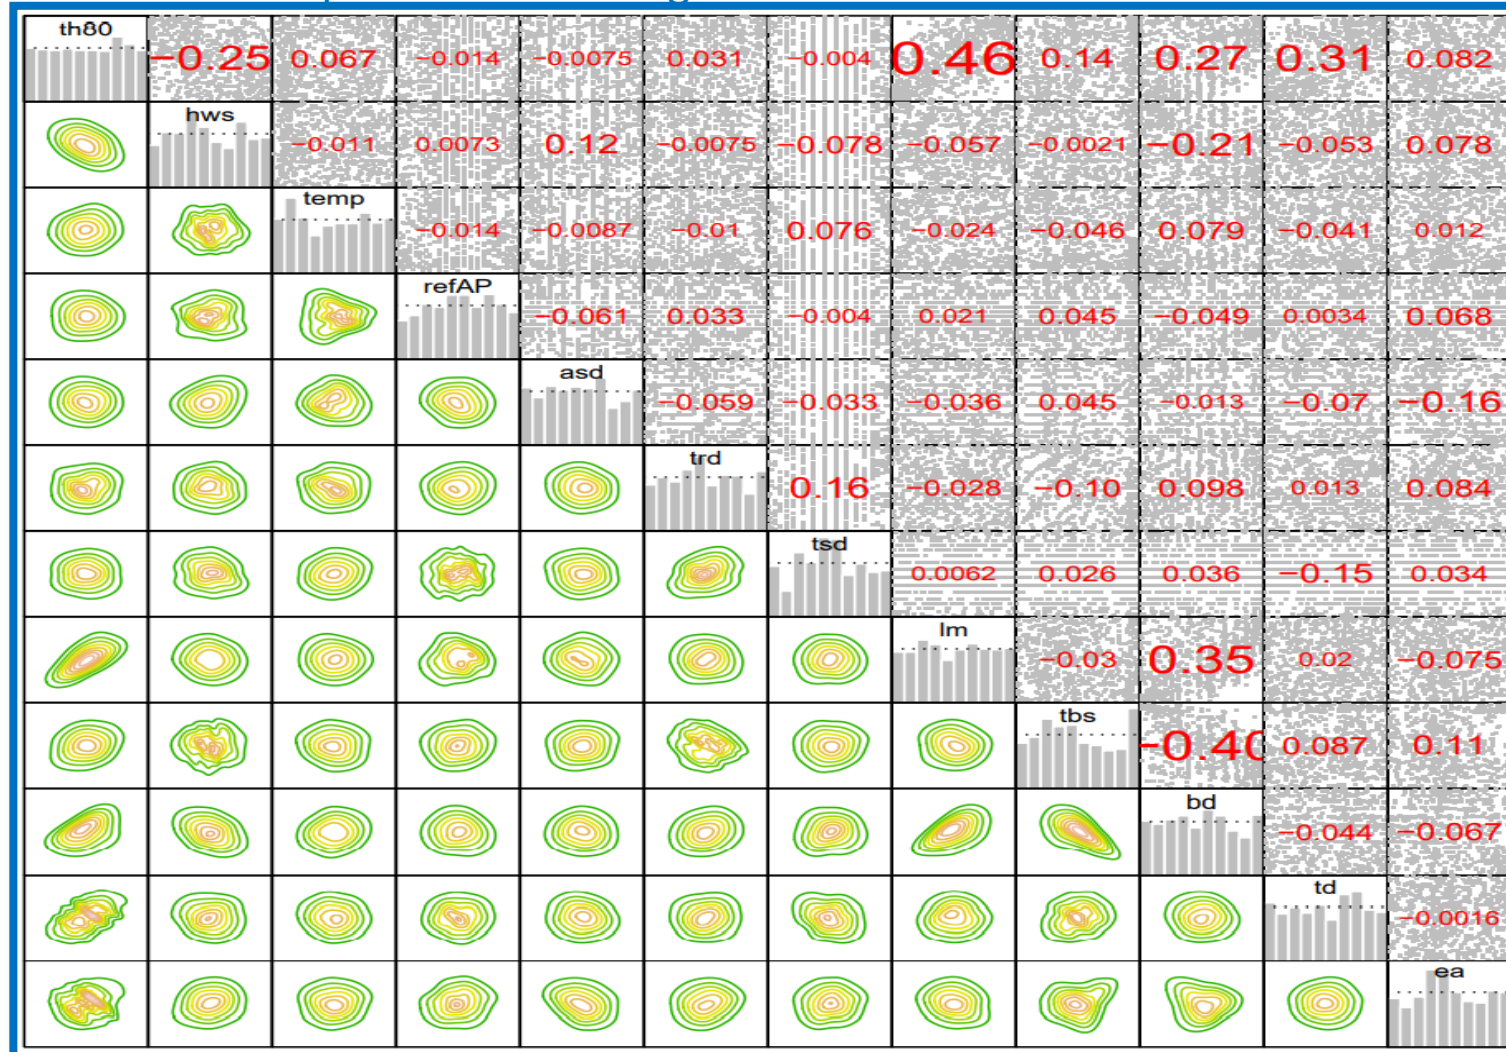 th80 −0.25 0.067 −0.014 −0.0075 0.031 −0.004 0.46 0.14 0.27 0.31 0.082
hws −0.011 0.0073 0.12 −0.0075 −0.078 −0.057 −0.0021 −0.21 −0.053 0.078
temp −0.014 −0.0087 −0.01 0.076 −0.024 −0.046 0.079 −0.041 0.012
refAP −0.061 0.033 −0.004 0.021 0.045 −0.049 0.0034 0.068
asd −0.059 −0.033 −0.036 0.045 −0.013 −0.07 −0.16
trd 0.16 −0.028 −0.10 0.098 0.013 0.084
tsd 0.0062 0.026 0.036 −0.15 0.034
lm −0.03 0.35 0.02 −0.075
tbs −0.40 0.087 0.11
bd −0.044 −0.067
td −0.0016
ea